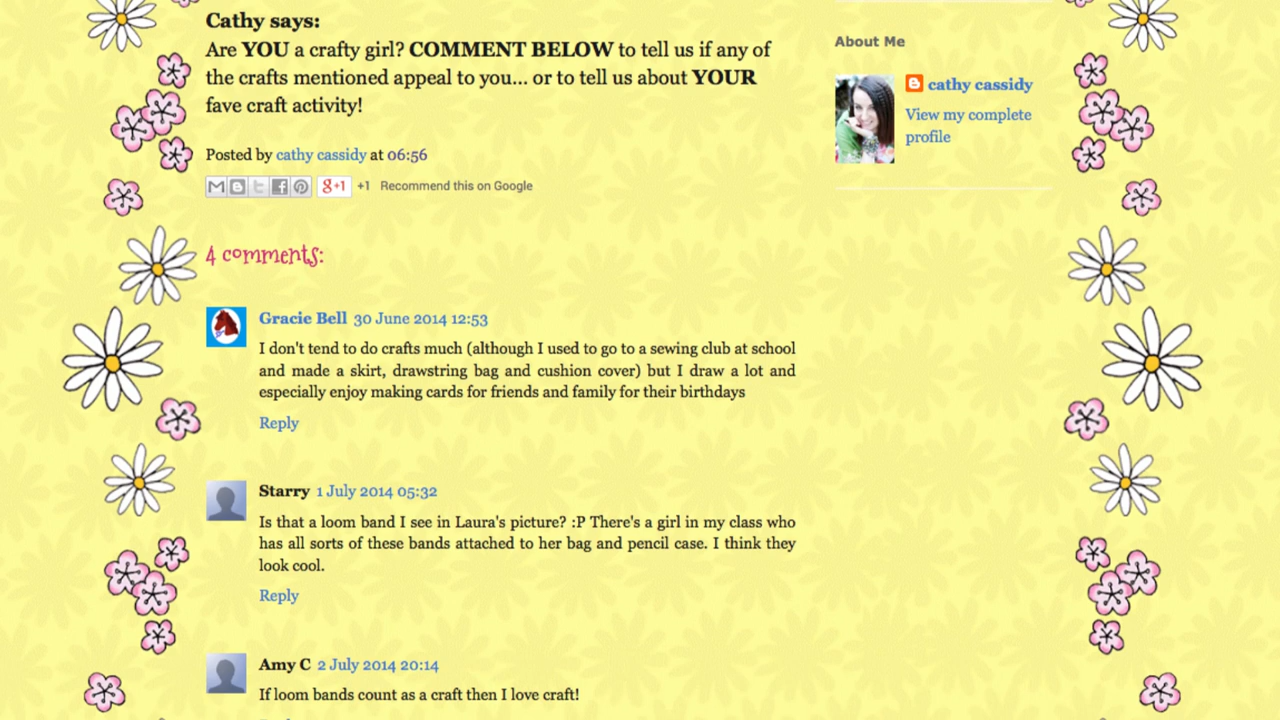 Cathy says:
Are YOU a crafty girl? COMMENT BELOW to tell us if any of
the crafts mentioned appeal to you... or to tell us about YOUR
fave craft activity!
Posted by cathy cassidy at 06:56
g+1 +1 Recommend this on Google
4 comments:
Gracie Bell 30 June 2014 12:53
I don't tend to do crafts much (although I used to go to a sewing club at school
and made a skirt, drawstring bag and cushion cover) but I draw a lot and
especially enjoy making cards for friends and family for their birthdays
Reply
Starry 1 July 2014 05:32
Is that a loom band I see in Laura's picture? :P There's a girl in my class who
has all sorts of these bands attached to her bag and pencil case. I think they
look cool.
Reply
Amy C 2 July 2014 20:14
If loom bands count as a craft then I love craft!
About Me
cathy cassidy
View my complete
profile